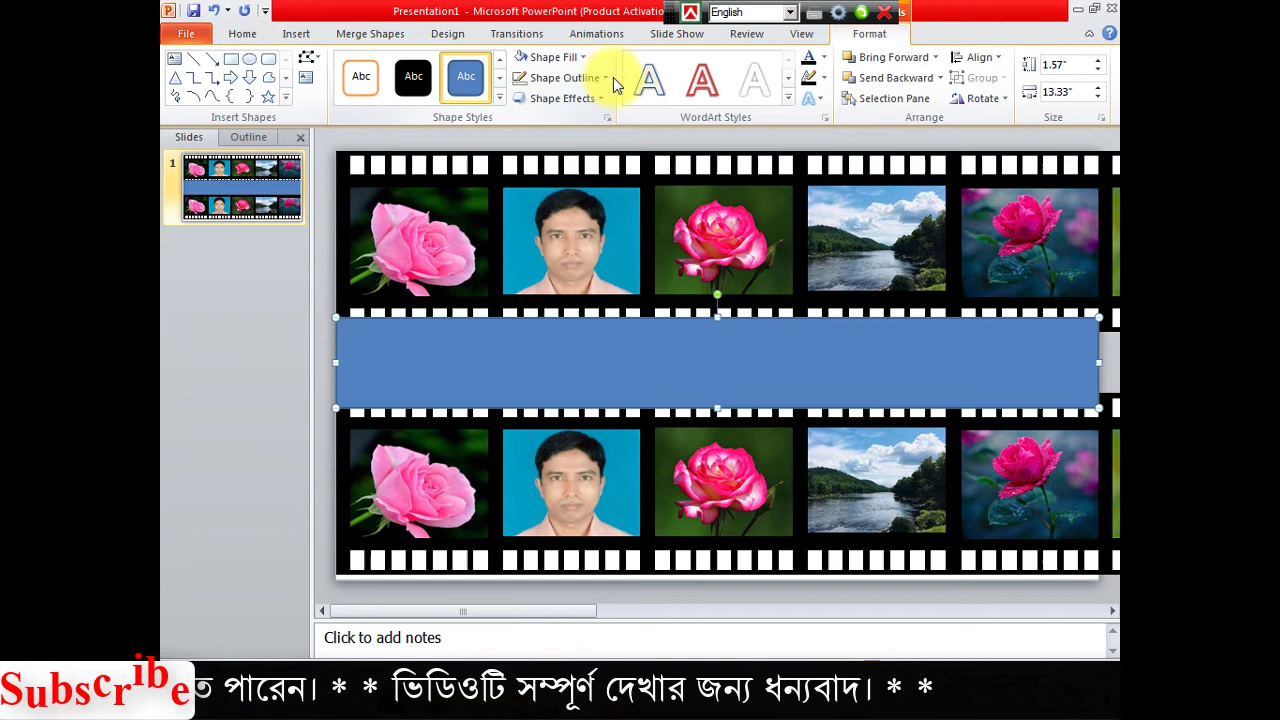 Presentation1 - Microsoft PowerPoint (Product Activatio
English
File Home Insert Merge Shapes Design Transitions Animations Slide Show Review View Format
Abc Abc Abc
Shape Fill
Shape Outline
Shape Effects
Bring Forward
Send Backward
Selection Pane
Align
Group
Rotate
1.57"
13.33"
Insert Shapes Shape Styles WordArt Styles Arrange Size
Slides Outline
1
Click to add notes
Subscribe
পারেন। * * ভিডিওটি সম্পূর্ণ দেখার জন্য ধন্যবাদ। * *